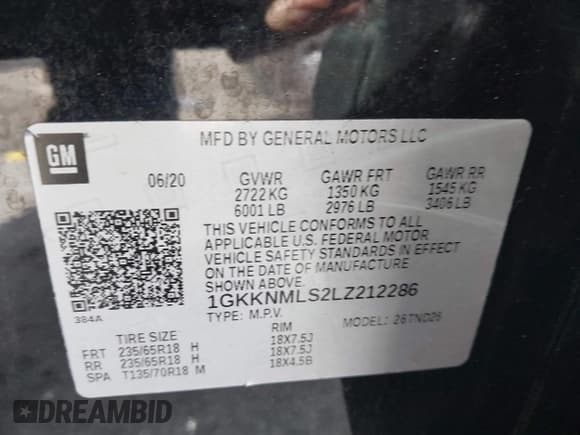 GM
MFD BY GENERAL MOTORS LLC
06/20 GVWR GAWR FRT GAWR RR
2722 KG 1350 KG 1545 KG
6001 LB 2976 LB 3406 LB
THIS VEHICLE CONFORMS TO ALL
APPLICABLE U.S. FEDERAL MOTOR
VEHICLE SAFETY STANDARDS IN EFFECT
ON THE DATE OF MANUFACTURE
SHOWN ABOVE.
384A 1GKKNMLS2LZ212286
TYPE: M.P.V. MODEL: 26TND26
TIRE SIZE RIM
FRT 235/65R18 H 18X7.5J
RR 235/65R18 H 18X7.5J
SPA T135/70R18 M 18X4.5B
DREAMBID